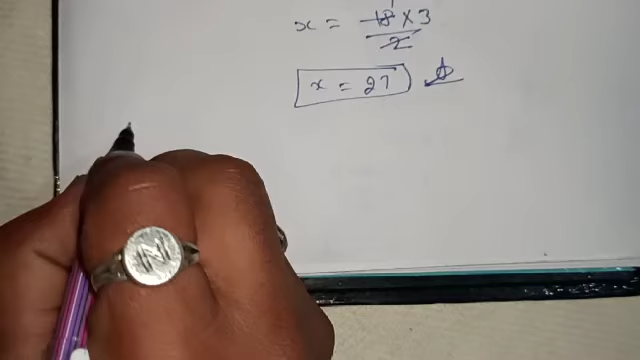 x = 18 × 3
2
x = 27
N